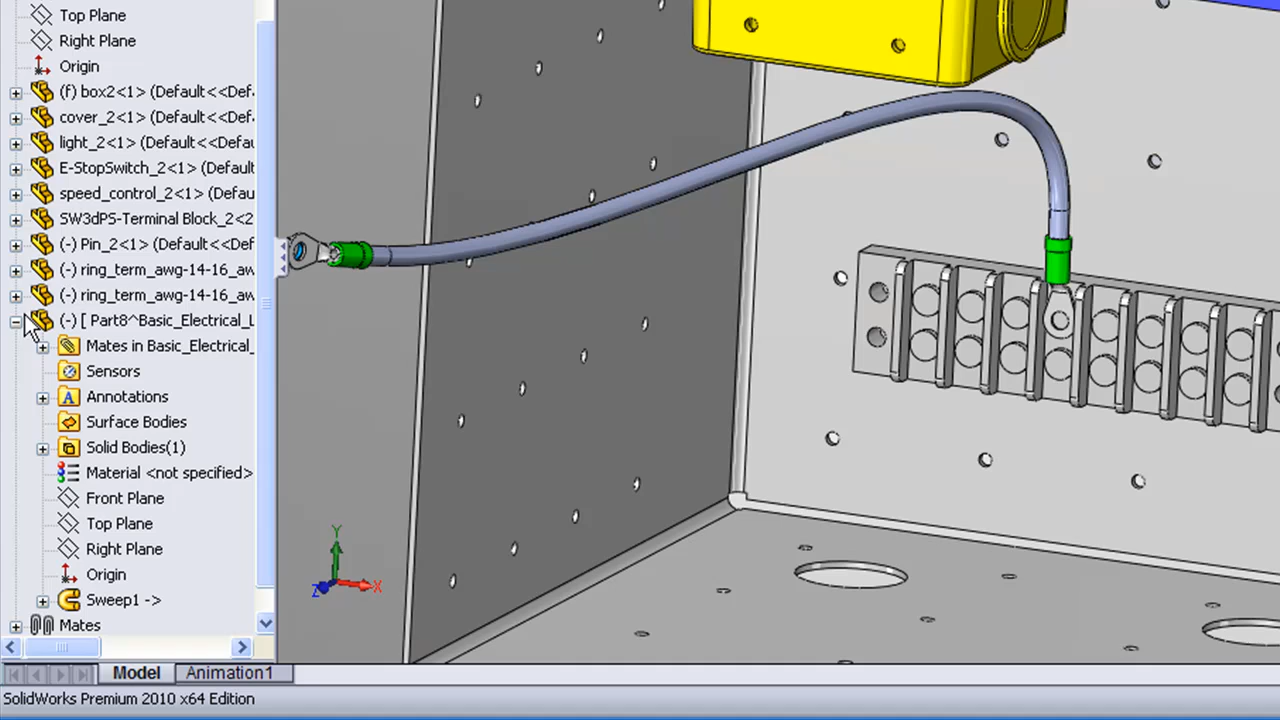 Top Plane
Right Plane
Origin
(f) box2<1> (Default<<Def
cover_2<1> (Default<<Def
light_2<1> (Default<<Defau
E-StopSwitch_2<1> (Default
speed_control_2<1> (Defau
SW3dPS-Terminal Block_2<2
(-) Pin_2<1> (Default<<De
(-) ring_term_awg-14-16_aw
(-) ring_term_awg-14-16_aw
(-) [ Part8^Basic_Electrical_L
Mates in Basic_Electrical_
Sensors
A Annotations
Surface Bodies
Solid Bodies(1)
Material <not specified>
Front Plane
Top Plane
Right Plane
Origin
Sweep1 ->
Mates
Y
Z X
Model Animation1
SolidWorks Premium 2010 x64 Edition